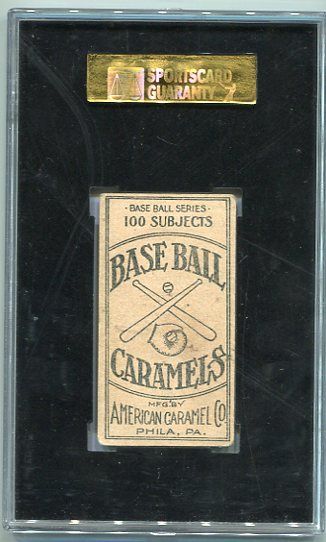 SPORTSCARD
GUARANTY
· BASE BALL SERIES ·
100 SUBJECTS
BASE BALL
CARAMELS
MFG. BY
AMERICAN CARAMEL CO
PHILA, PA.